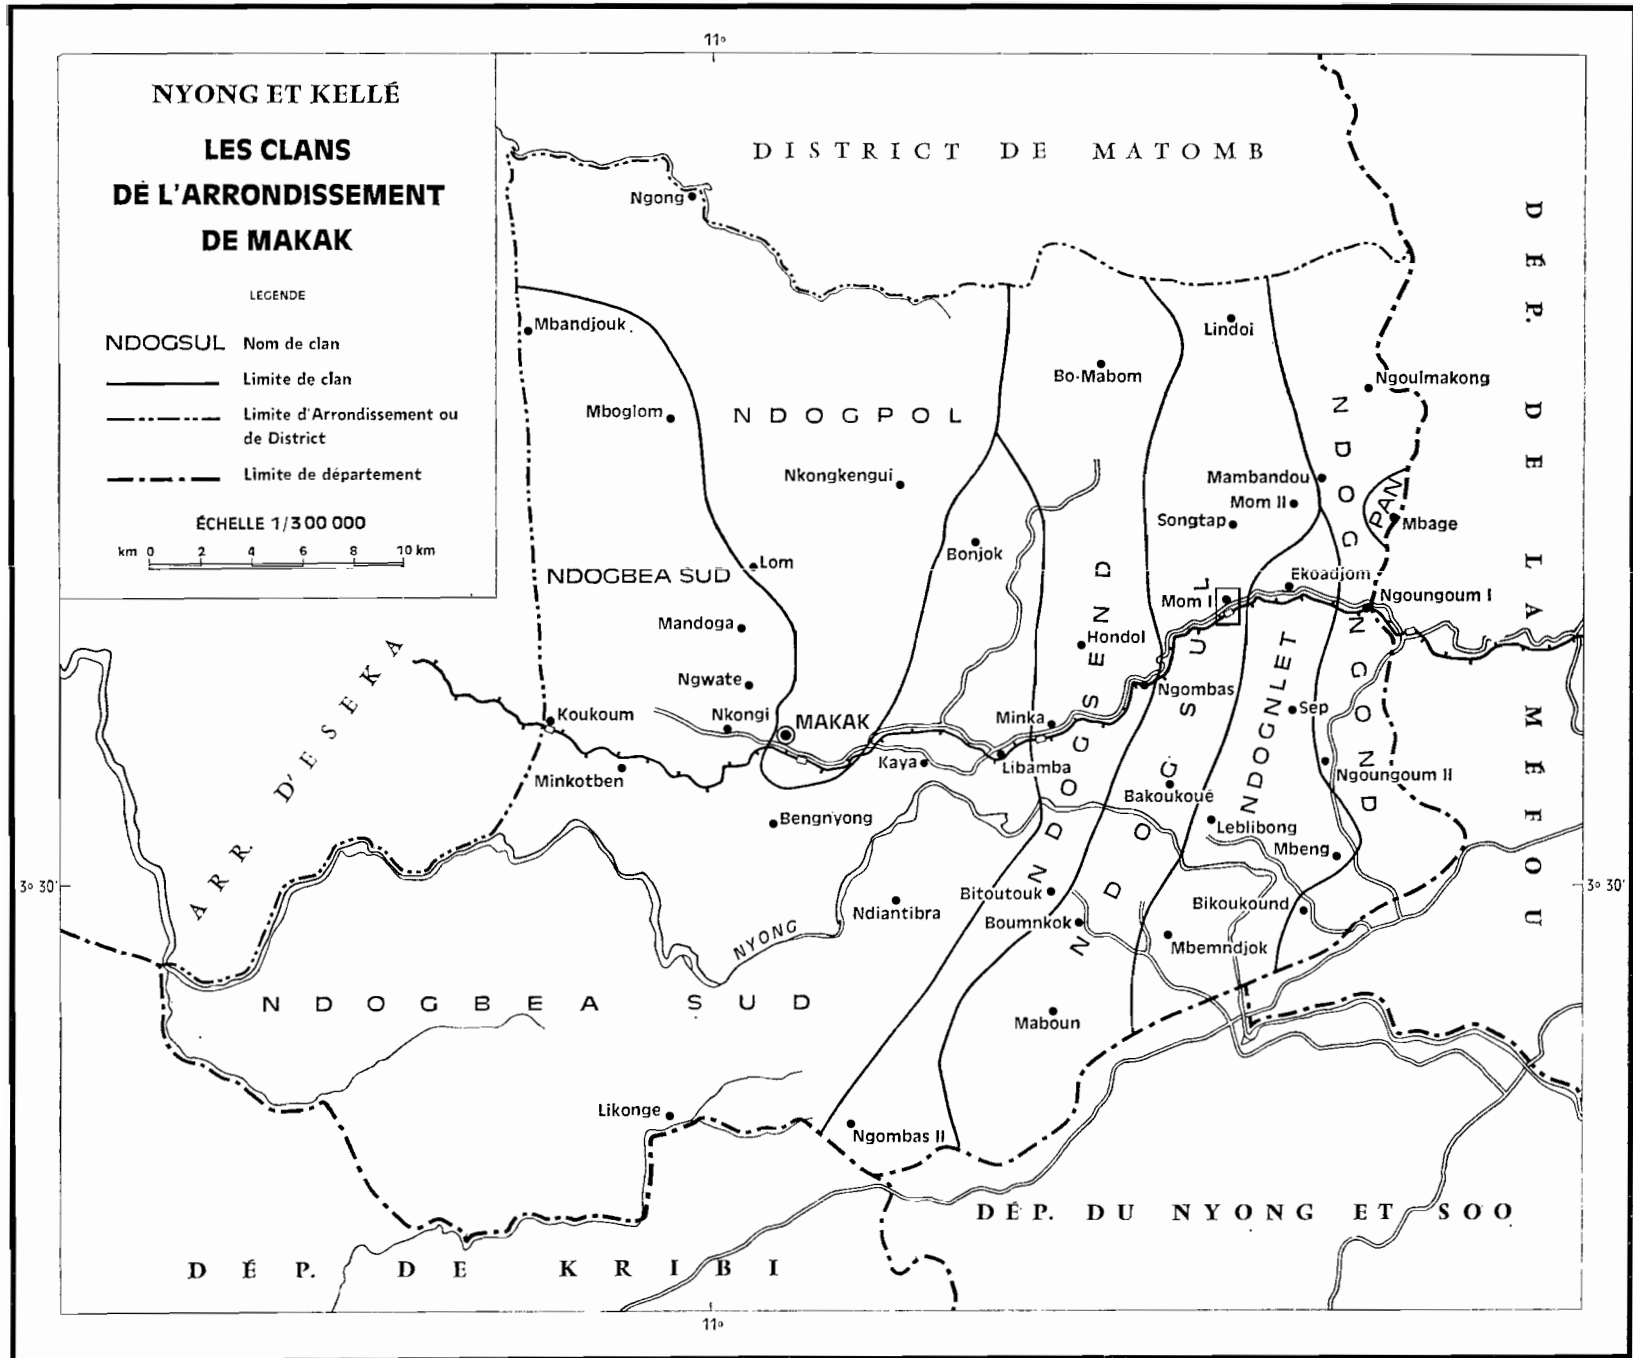 11°
NYONG ET KELLÉ
LES CLANS
DE L'ARRONDISSEMENT
DE MAKAK
LEGENDE
NDOGSUL Nom de clan
Limite de clan
Limite d'Arrondissement ou
de District
Limite de département
ÉCHELLE 1/300 000
km 0 2 4 6 8 10 km
DISTRICT DE MATOMB
Ngong
Mbandjouk
Lindoi
Bo-Mabom
Ngoulmakong
Mboglom
NDOGPOL
Nkongkengui
Mambandou
Mom II
Songtap
PAN
Mbage
Bonjok
Lom
NDOGBEA SUD
Ekoadjom
Mom I
Ngoungoum I
Mandoga
Hondol
Ngwate
Ngombas
Koukoum
Nkongi
MAKAK
Minka
Sep
Minkotben
Kaya
Libamba
Ngoungoum II
Bakoukoué
Bengnyong
Leblibong
Mbeng
3° 30'
3° 30'
Bitoutouk
Ndiantibra
Boumnkok
Bikoukound
NYONG
Mbemndjok
NDOGBEA SUD
Maboun
Likonge
Ngombas II
NDOGSEND
NDOGSUL
NDOGNLET
NDOG NGOND
ARR. D'ESEKA
DÉP. DE LA MÉFOU
DÉP. DU NYONG ET SOO
DÉP. DE KRIBI
11°